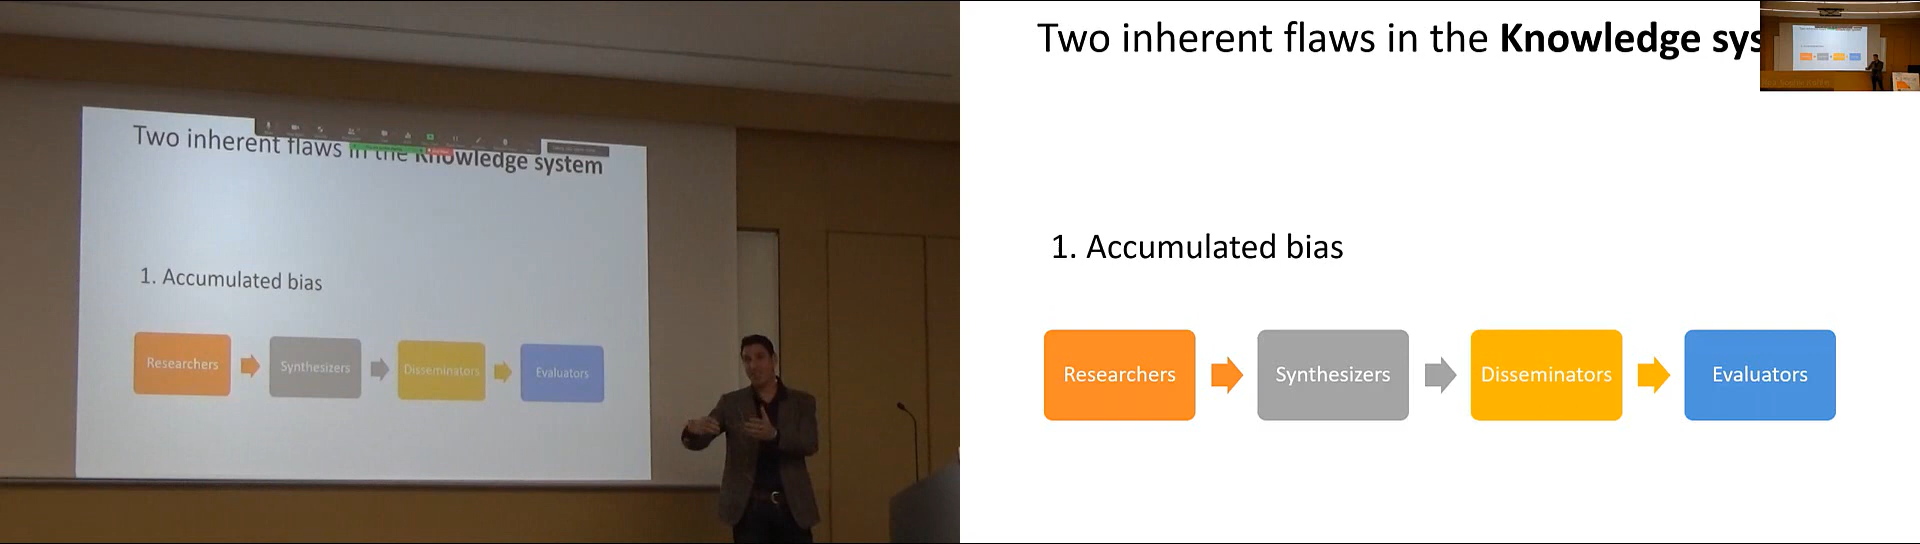 Two inherent flaws in the Knowledge system
1. Accumulated bias
Researchers
Synthesizers
Disseminators
Evaluators
Two inherent flaws in the Knowledge sys
1. Accumulated bias
Researchers
Synthesizers
Disseminators
Evaluators